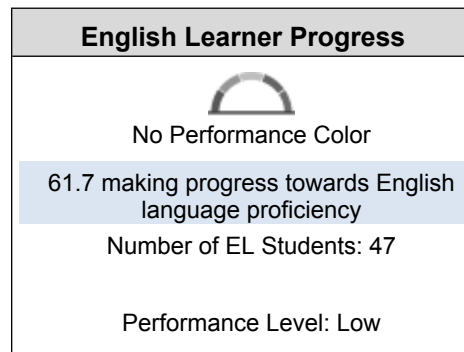 English Learner Progress
No Performance Color
61.7 making progress towards English
language proficiency
Number of EL Students: 47
Performance Level: Low